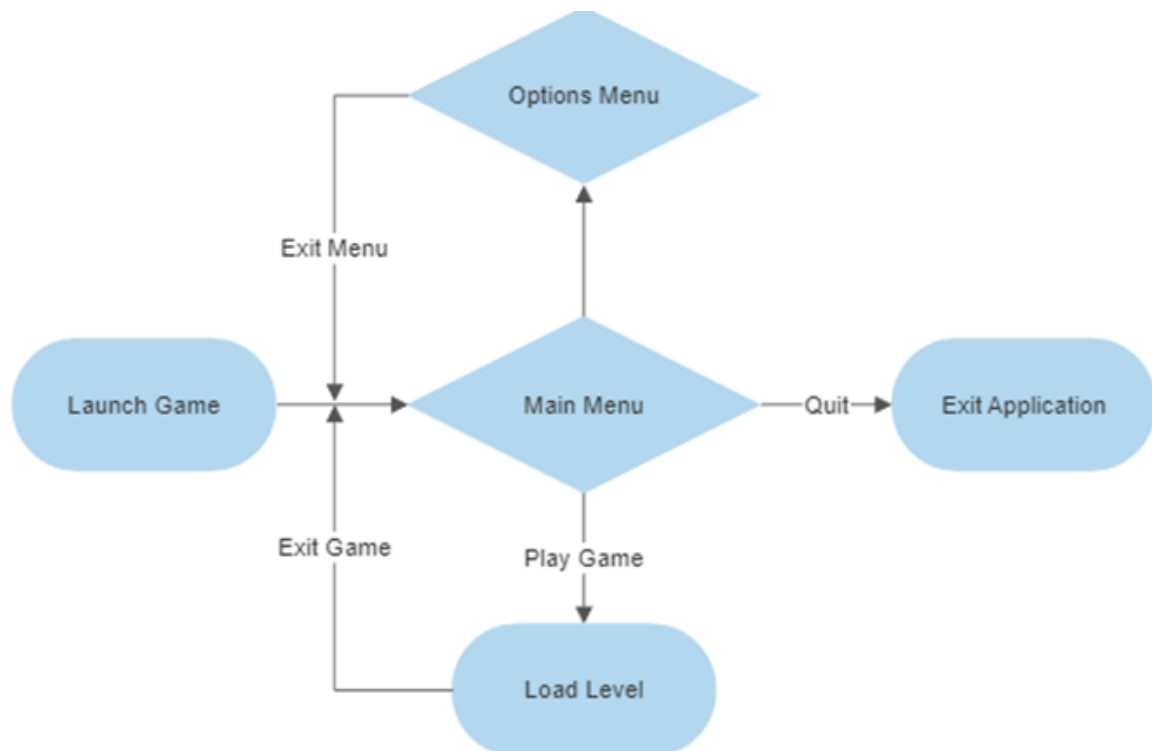 Options Menu
Exit Menu
Launch Game
Main Menu
Quit
Exit Application
Exit Game
Play Game
Load Level